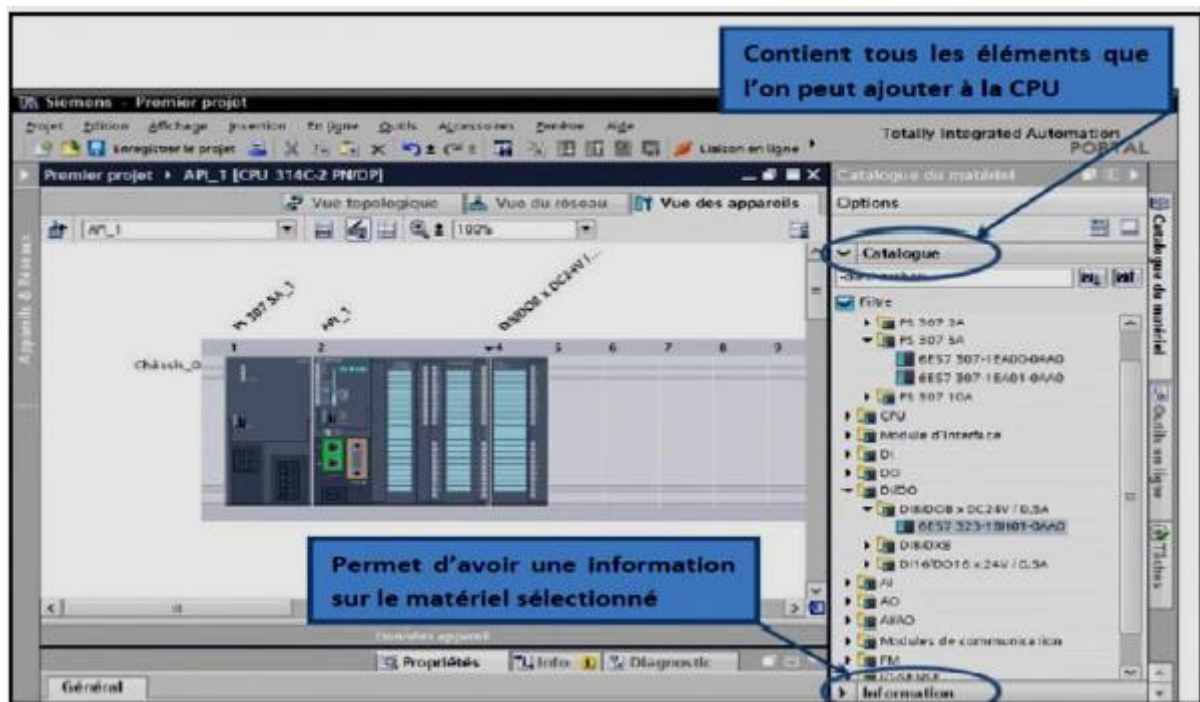 Contient tous les éléments que
l'on peut ajouter à la CPU
Siemens - Premier projet
Projet Edition Affichage Insertion En ligne Outils Accessoires Fenêtre Aide
Enregistrer le projet
Liaison en ligne
Totally Integrated Automation
PORTAL
Premier projet API_1 [CPU 314C-2 PN/DP]
Catalogue du matériel
Vue topologique
Vue du réseau
Vue des appareils
Options
API_1
100%
Catalogue
Filtre
PS 307 5A_1
API_1
DI8/DO8 x DC24V /...
1 2 4 5 6 7 8 9
Châssis_0
PS 307 2A
PS 307 5A
6ES7 307-1EA00-0AA0
6ES7 307-1EA01-0AA0
PS 307 10A
CPU
Module d'interface
DI
DO
DI/DO
DI8/DO8 x DC24V / 0,5A
6ES7 323-1BH01-0AA0
DI8/DX8
DI16/DO16 x 24V / 0,5A
AI
AO
AI/AO
Modules de communication
FM
Information
Permet d'avoir une information
sur le matériel sélectionné
Données appareil
Propriétés
Info
Diagnostic
Général
Appareils & Réseau
Catalogue du matériel
Outils en ligne
Tâches